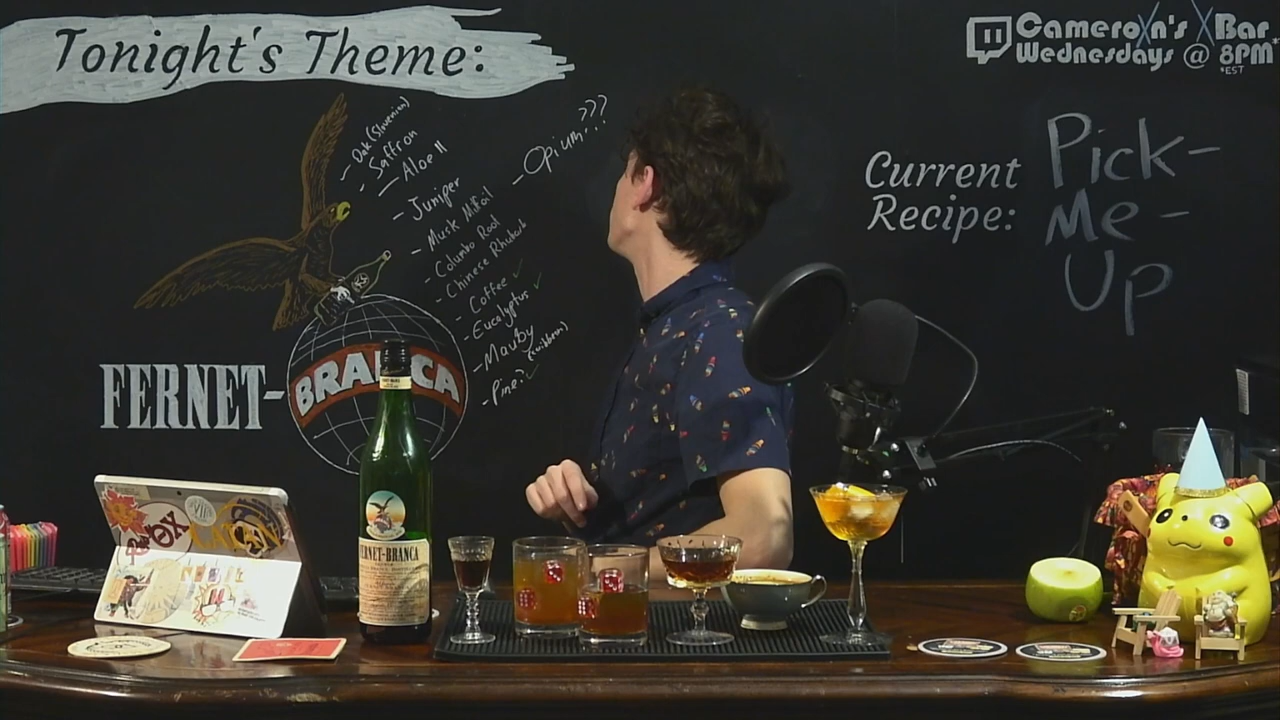 Tonight's Theme:
Cameron's Bar
Wednesdays @ 8PM*
*EST
- Oak (Slovenian)
- Saffron
- Aloe !!
- Juniper
- Musk Milfoil
- Columbo Root
- Chinese Rhubarb
- Coffee ✓
- Eucalyptus ✓
- Mauby (Caribbean)
- Pine? ✓
- Opium???
Current
Recipe:
Pick-
Me-
Up
FERNET-BRANCA
FERNET-BRANCA